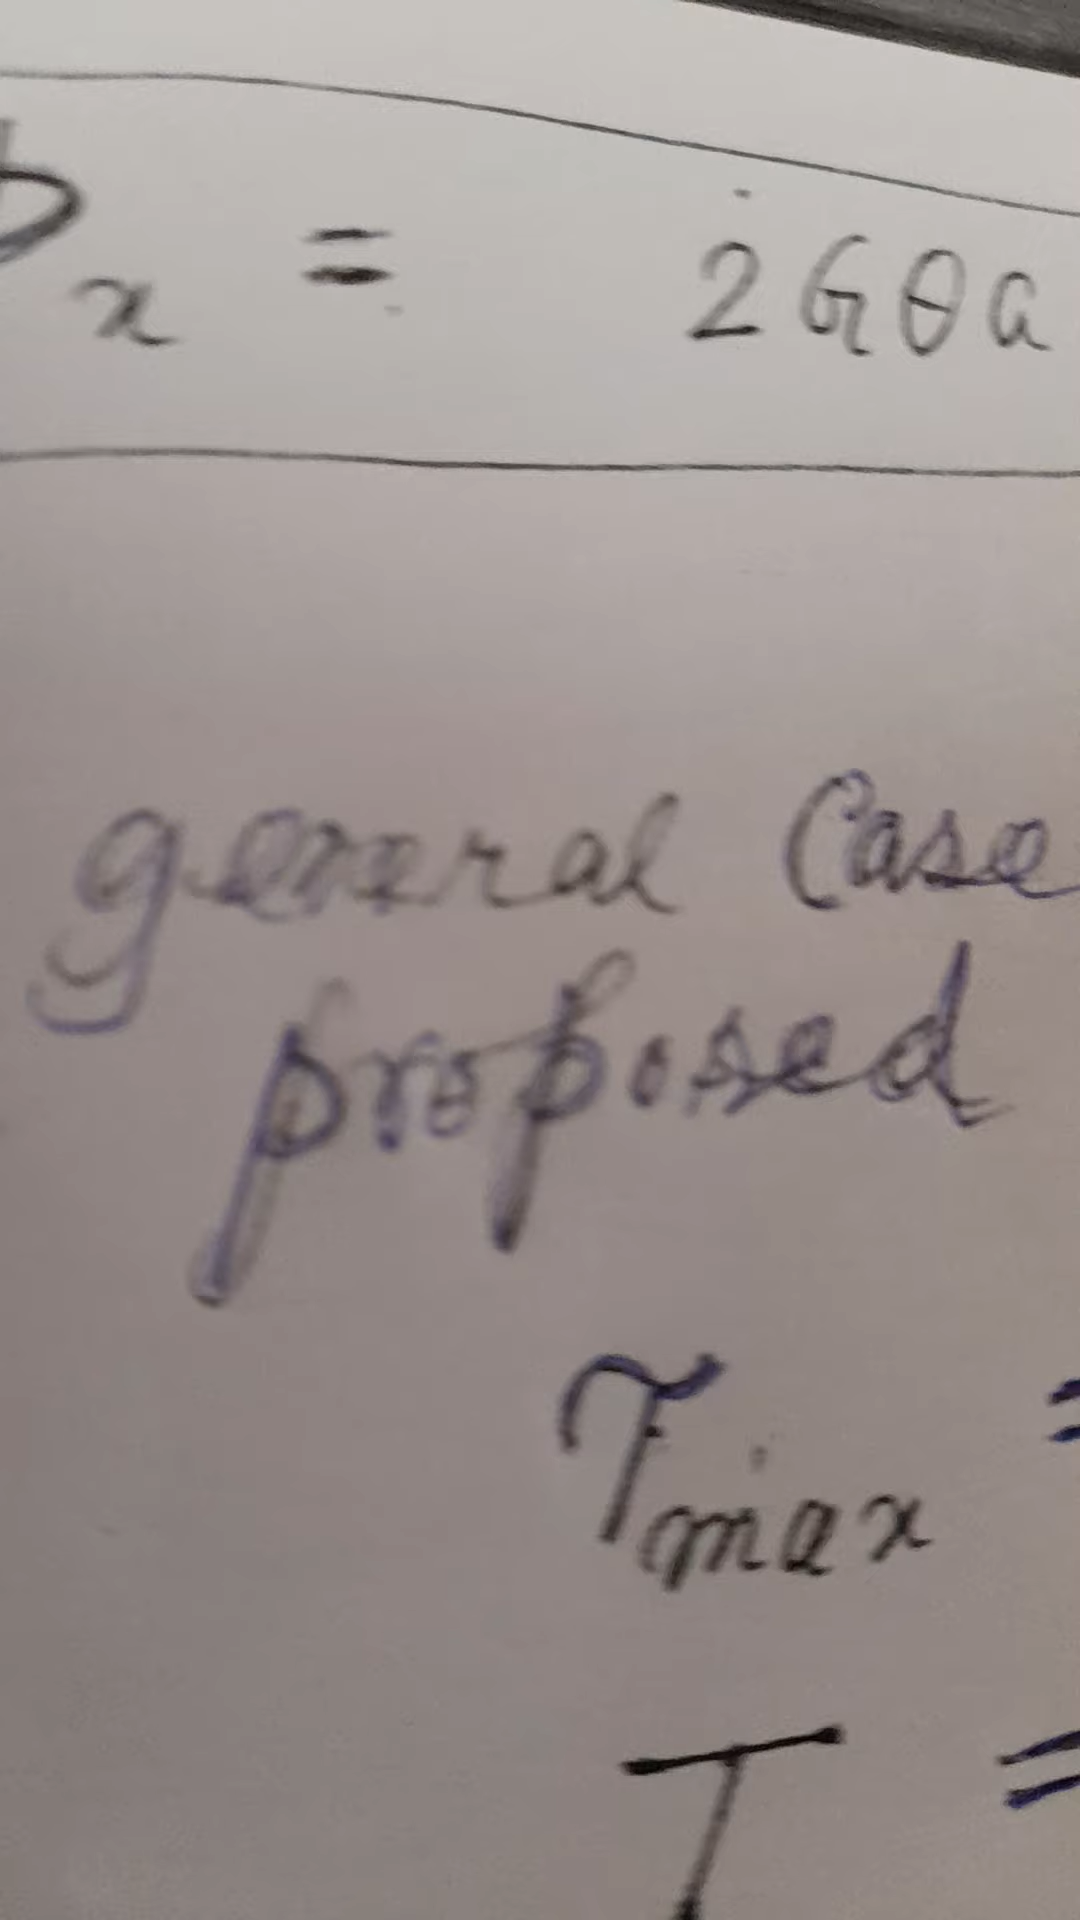 x = 2Gθa
general Case
proposed
τmax =
T =